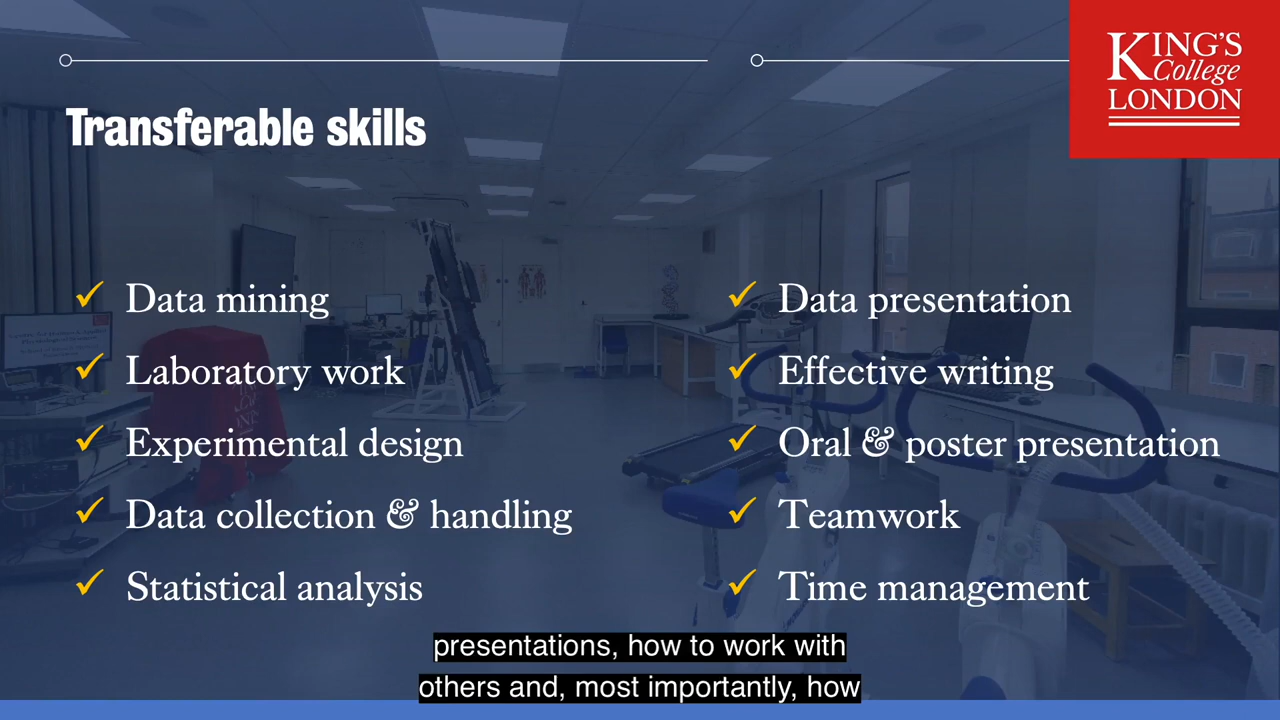 KING'S
College
LONDON
Transferable skills
Data mining
Laboratory work
Experimental design
Data collection & handling
Statistical analysis
Data presentation
Effective writing
Oral & poster presentation
Teamwork
Time management
presentations, how to work with
others and, most importantly, how